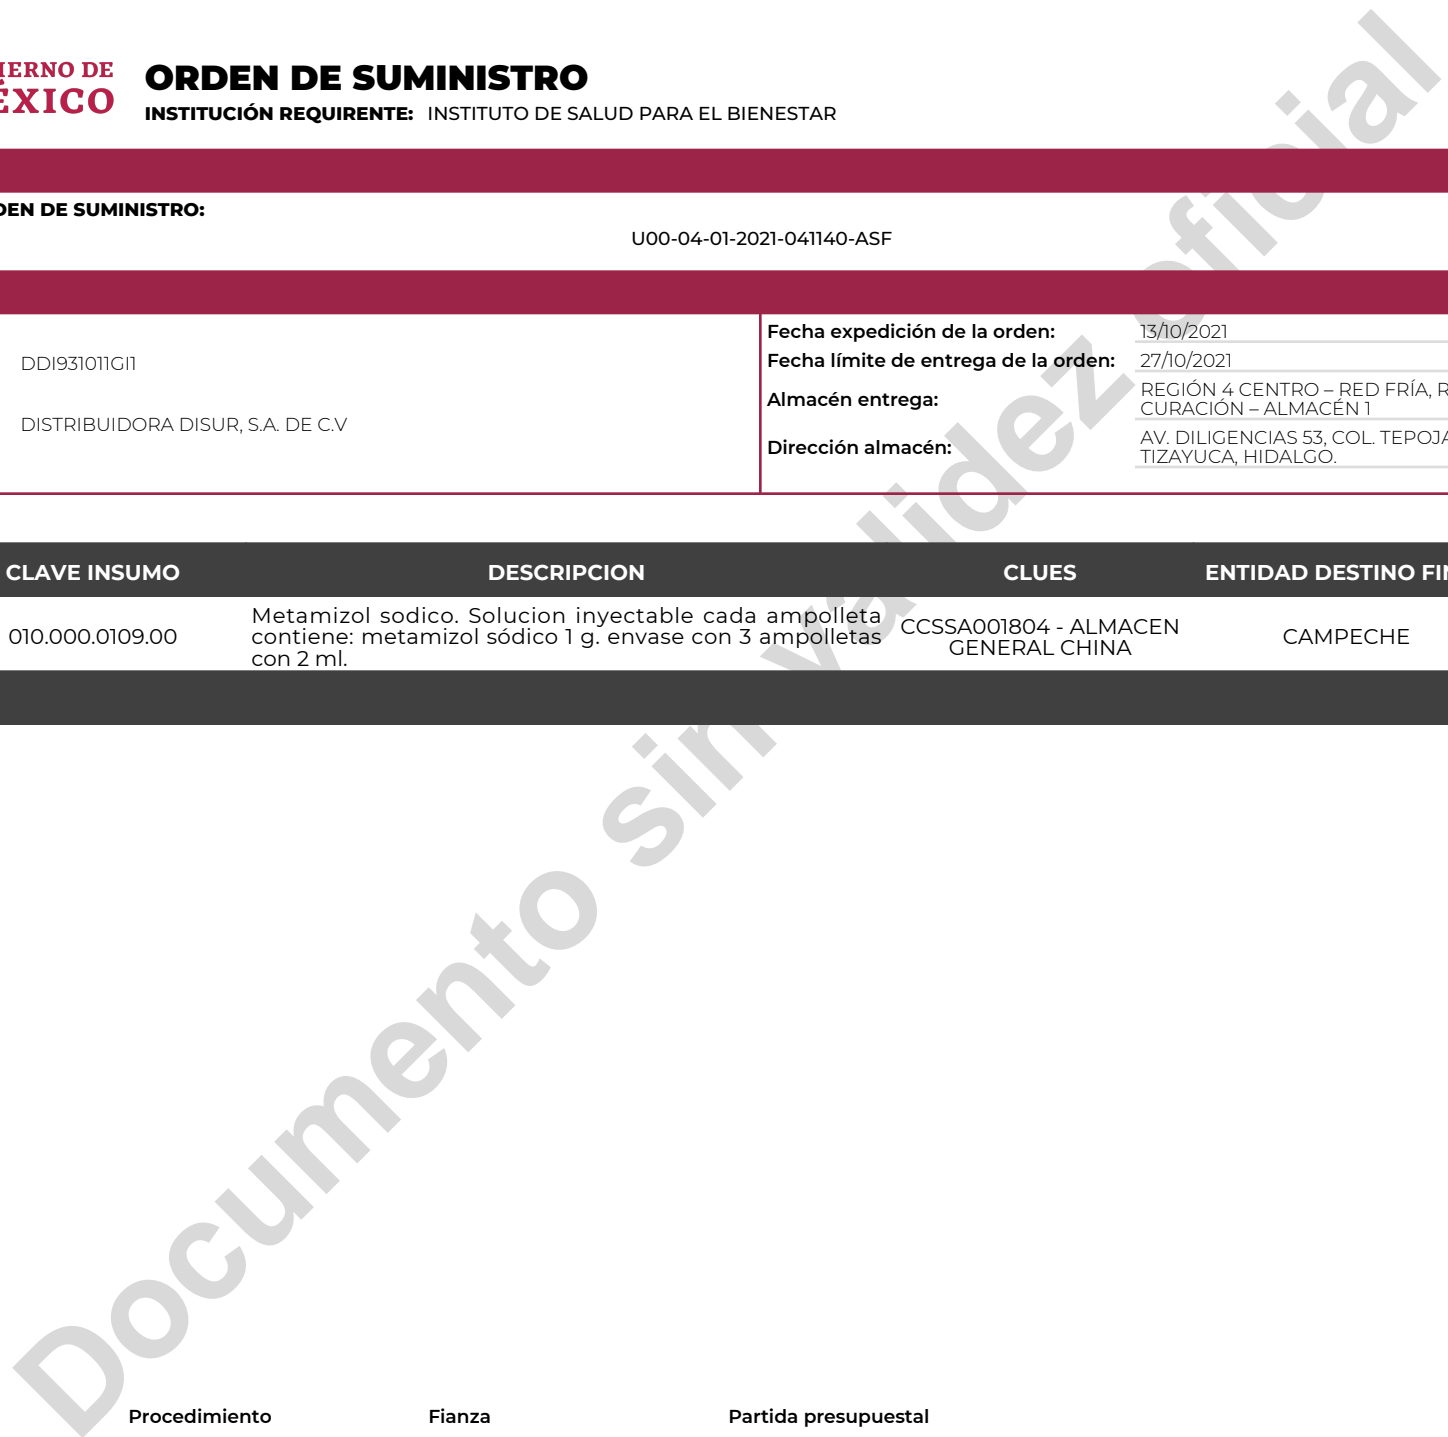 IERNO DE
ÉXICO
ORDEN DE SUMINISTRO
INSTITUCIÓN REQUIRENTE: INSTITUTO DE SALUD PARA EL BIENESTAR
DEN DE SUMINISTRO:
U00-04-01-2021-041140-ASF
DDI931011GI1
DISTRIBUIDORA DISUR, S.A. DE C.V
Fecha expedición de la orden: 13/10/2021
Fecha límite de entrega de la orden: 27/10/2021
Almacén entrega: REGIÓN 4 CENTRO – RED FRÍA, R
CURACIÓN – ALMACÉN 1
Dirección almacén: AV. DILIGENCIAS 53, COL. TEPOJA
TIZAYUCA, HIDALGO.
CLAVE INSUMO DESCRIPCION CLUES ENTIDAD DESTINO FIN
010.000.0109.00
Metamizol sodico. Solucion inyectable cada ampolleta
contiene: metamizol sódico 1 g. envase con 3 ampolletas
con 2 ml.
CCSSA001804 - ALMACEN
GENERAL CHINA
CAMPECHE
Documento sin validez oficial
Procedimiento Fianza Partida presupuestal